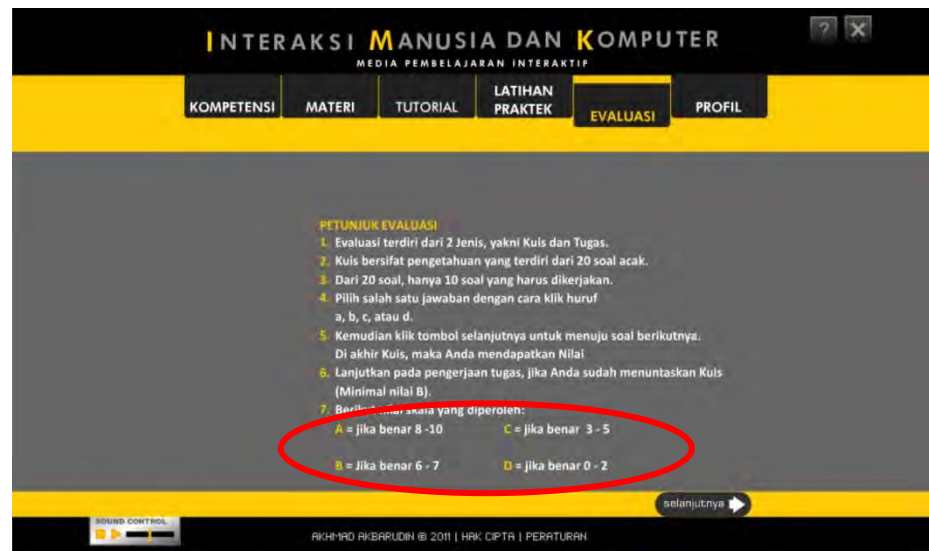 INTERAKSI MANUSIA DAN KOMPUTER
MEDIA PEMBELAJARAN INTERAKTIF
? X
KOMPETENSI MATERI TUTORIAL LATIHAN PRAKTEK EVALUASI PROFIL
PETUNJUK EVALUASI
1. Evaluasi terdiri dari 2 Jenis, yakni Kuis dan Tugas.
2. Kuis bersifat pengetahuan yang terdiri dari 20 soal acak.
3. Dari 20 soal, hanya 10 soal yang harus dikerjakan.
4. Pilih salah satu jawaban dengan cara klik huruf
a, b, c, atau d.
5. Kemudian klik tombol selanjutnya untuk menuju soal berikutnya.
Di akhir Kuis, maka Anda mendapatkan Nilai
6. Lanjutkan pada pengerjaan tugas, jika Anda sudah menuntaskan Kuis
(Minimal nilai B).
7. Berikut nilai skala yang diperoleh:
A = jika benar 8 -10 C = jika benar 3 - 5
B = Jika benar 6 - 7 D = jika benar 0 - 2
selanjutnya
SOUND CONTROL
AKHMAD AKBARUDIN © 2011 | HAK CIPTA | PERATURAN